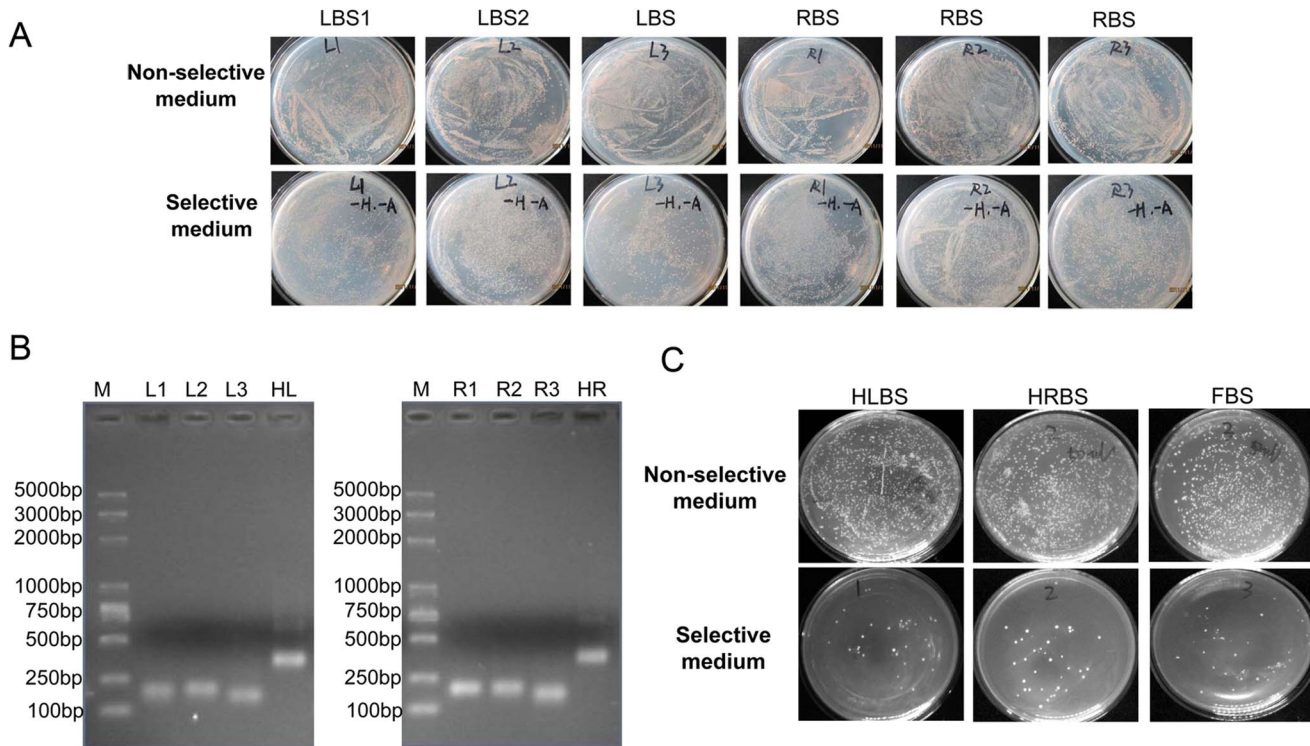 A
LBS1 LBS2 LBS RBS RBS RBS
Non-selective medium
L1 L2 L3 R1 R2 R3
Selective medium
L1 -H.-A L2 -H-A L3 -H.-A R1 -H.-A R2 -H.-A R3 -H.-A
B
M L1 L2 L3 HL
5000bp
3000bp
2000bp
1000bp
750bp
500bp
250bp
100bp
M R1 R2 R3 HR
5000bp
3000bp
2000bp
1000bp
750bp
500bp
250bp
100bp
C
HLBS HRBS FBS
Non-selective medium
2 2
Selective medium
1 2 3